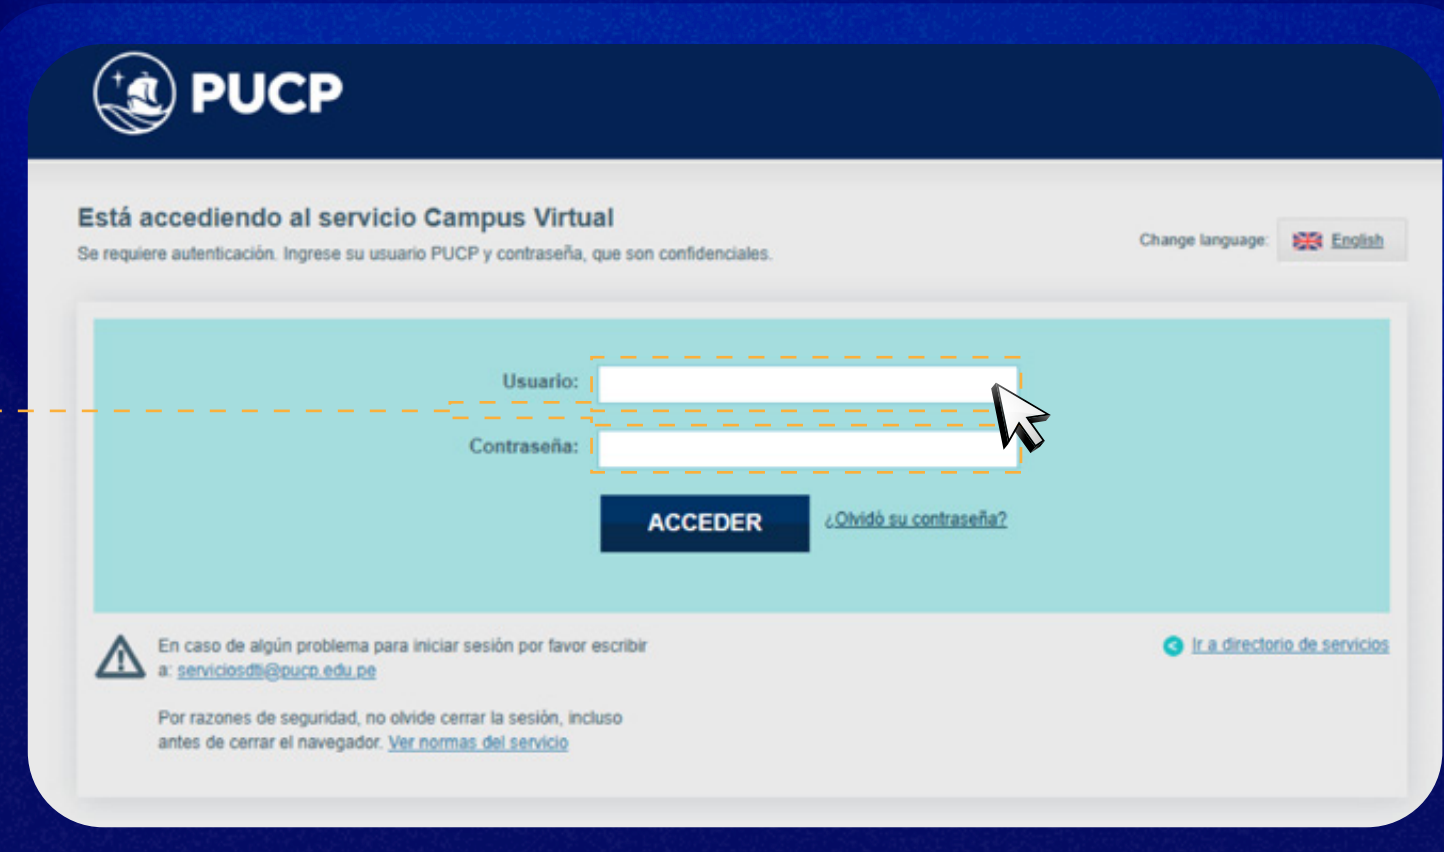 PUCP
Está accediendo al servicio Campus Virtual
Se requiere autenticación. Ingrese su usuario PUCP y contraseña, que son confidenciales.
Change language: English
Usuario:
Contraseña:
ACCEDER ¿Olvidó su contraseña?
En caso de algún problema para iniciar sesión por favor escribir
a: serviciosdti@pucp.edu.pe
Ir a directorio de servicios
Por razones de seguridad, no olvide cerrar la sesión, incluso
antes de cerrar el navegador. Ver normas del servicio